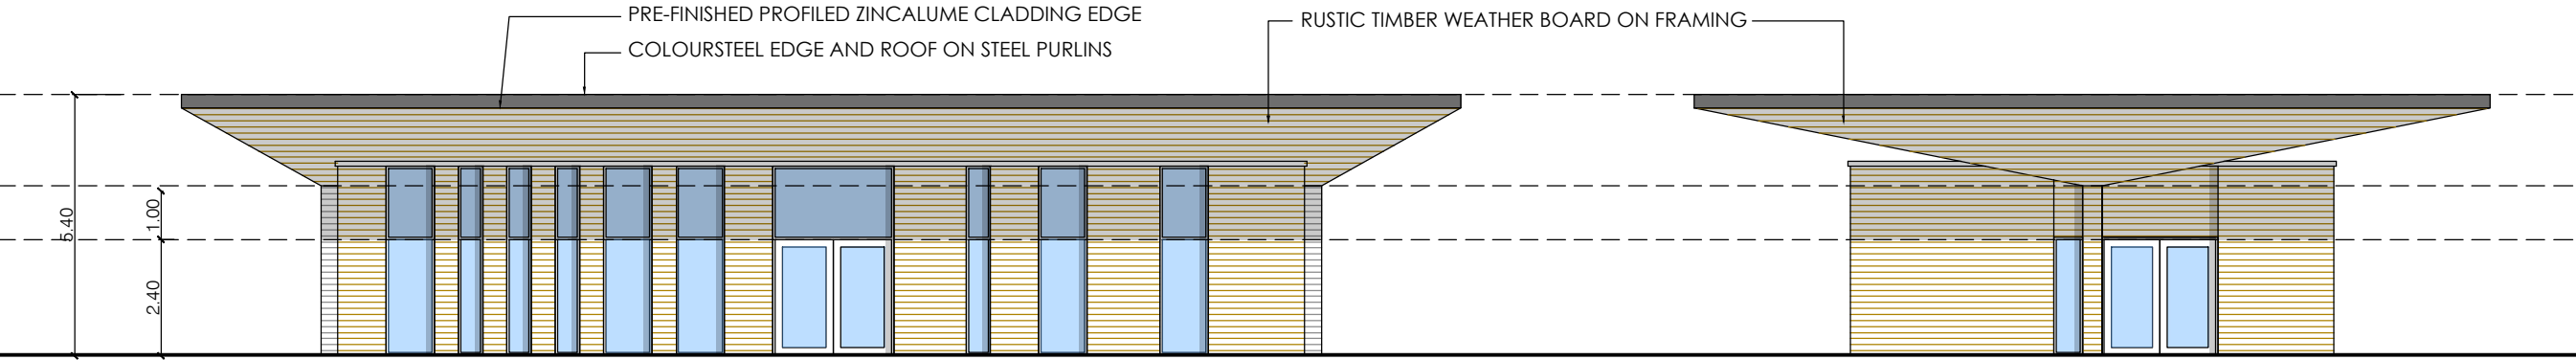 PRE-FINISHED PROFILED ZINCALUME CLADDING EDGE
COLOURSTEEL EDGE AND ROOF ON STEEL PURLINS
RUSTIC TIMBER WEATHER BOARD ON FRAMING
5.40
1.00
2.40